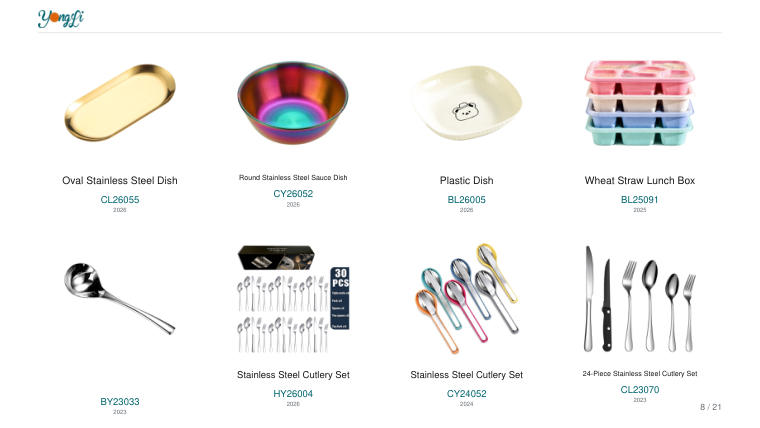 Yongli
Oval Stainless Steel Dish
CL26055
2026
Round Stainless Steel Sauce Dish
CY26052
2026
Plastic Dish
BL26005
2026
Wheat Straw Lunch Box
BL25091
2025
30
PCS
BY23033
2023
Stainless Steel Cutlery Set
HY26004
2026
Stainless Steel Cutlery Set
CY24052
2024
24-Piece Stainless Steel Cutlery Set
CL23070
2023
8 / 21